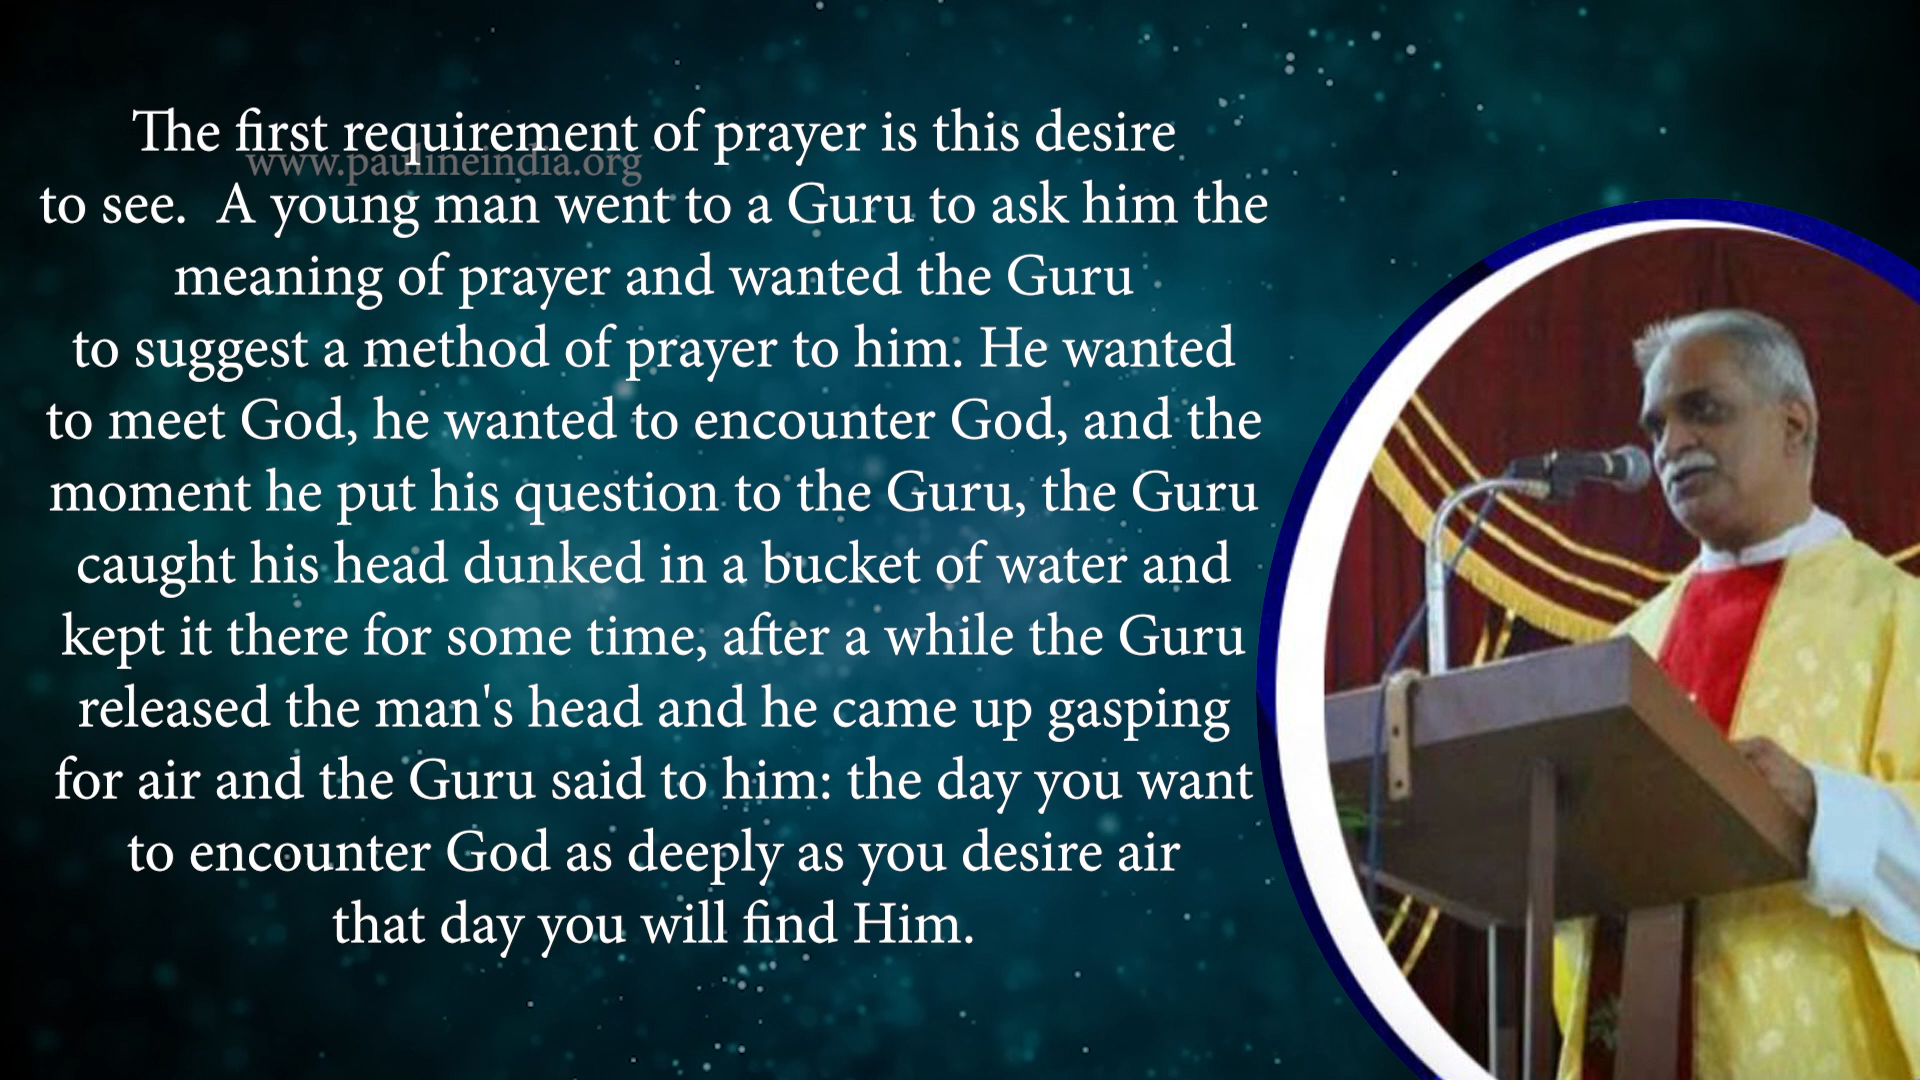 The first requirement of prayer is this desire
www.paulineindia.org
to see.  A young man went to a Guru to ask him the
meaning of prayer and wanted the Guru
to suggest a method of prayer to him. He wanted
to meet God, he wanted to encounter God, and the
moment he put his question to the Guru, the Guru
caught his head dunked in a bucket of water and
kept it there for some time, after a while the Guru
released the man's head and he came up gasping
for air and the Guru said to him: the day you want
to encounter God as deeply as you desire air
that day you will find Him.